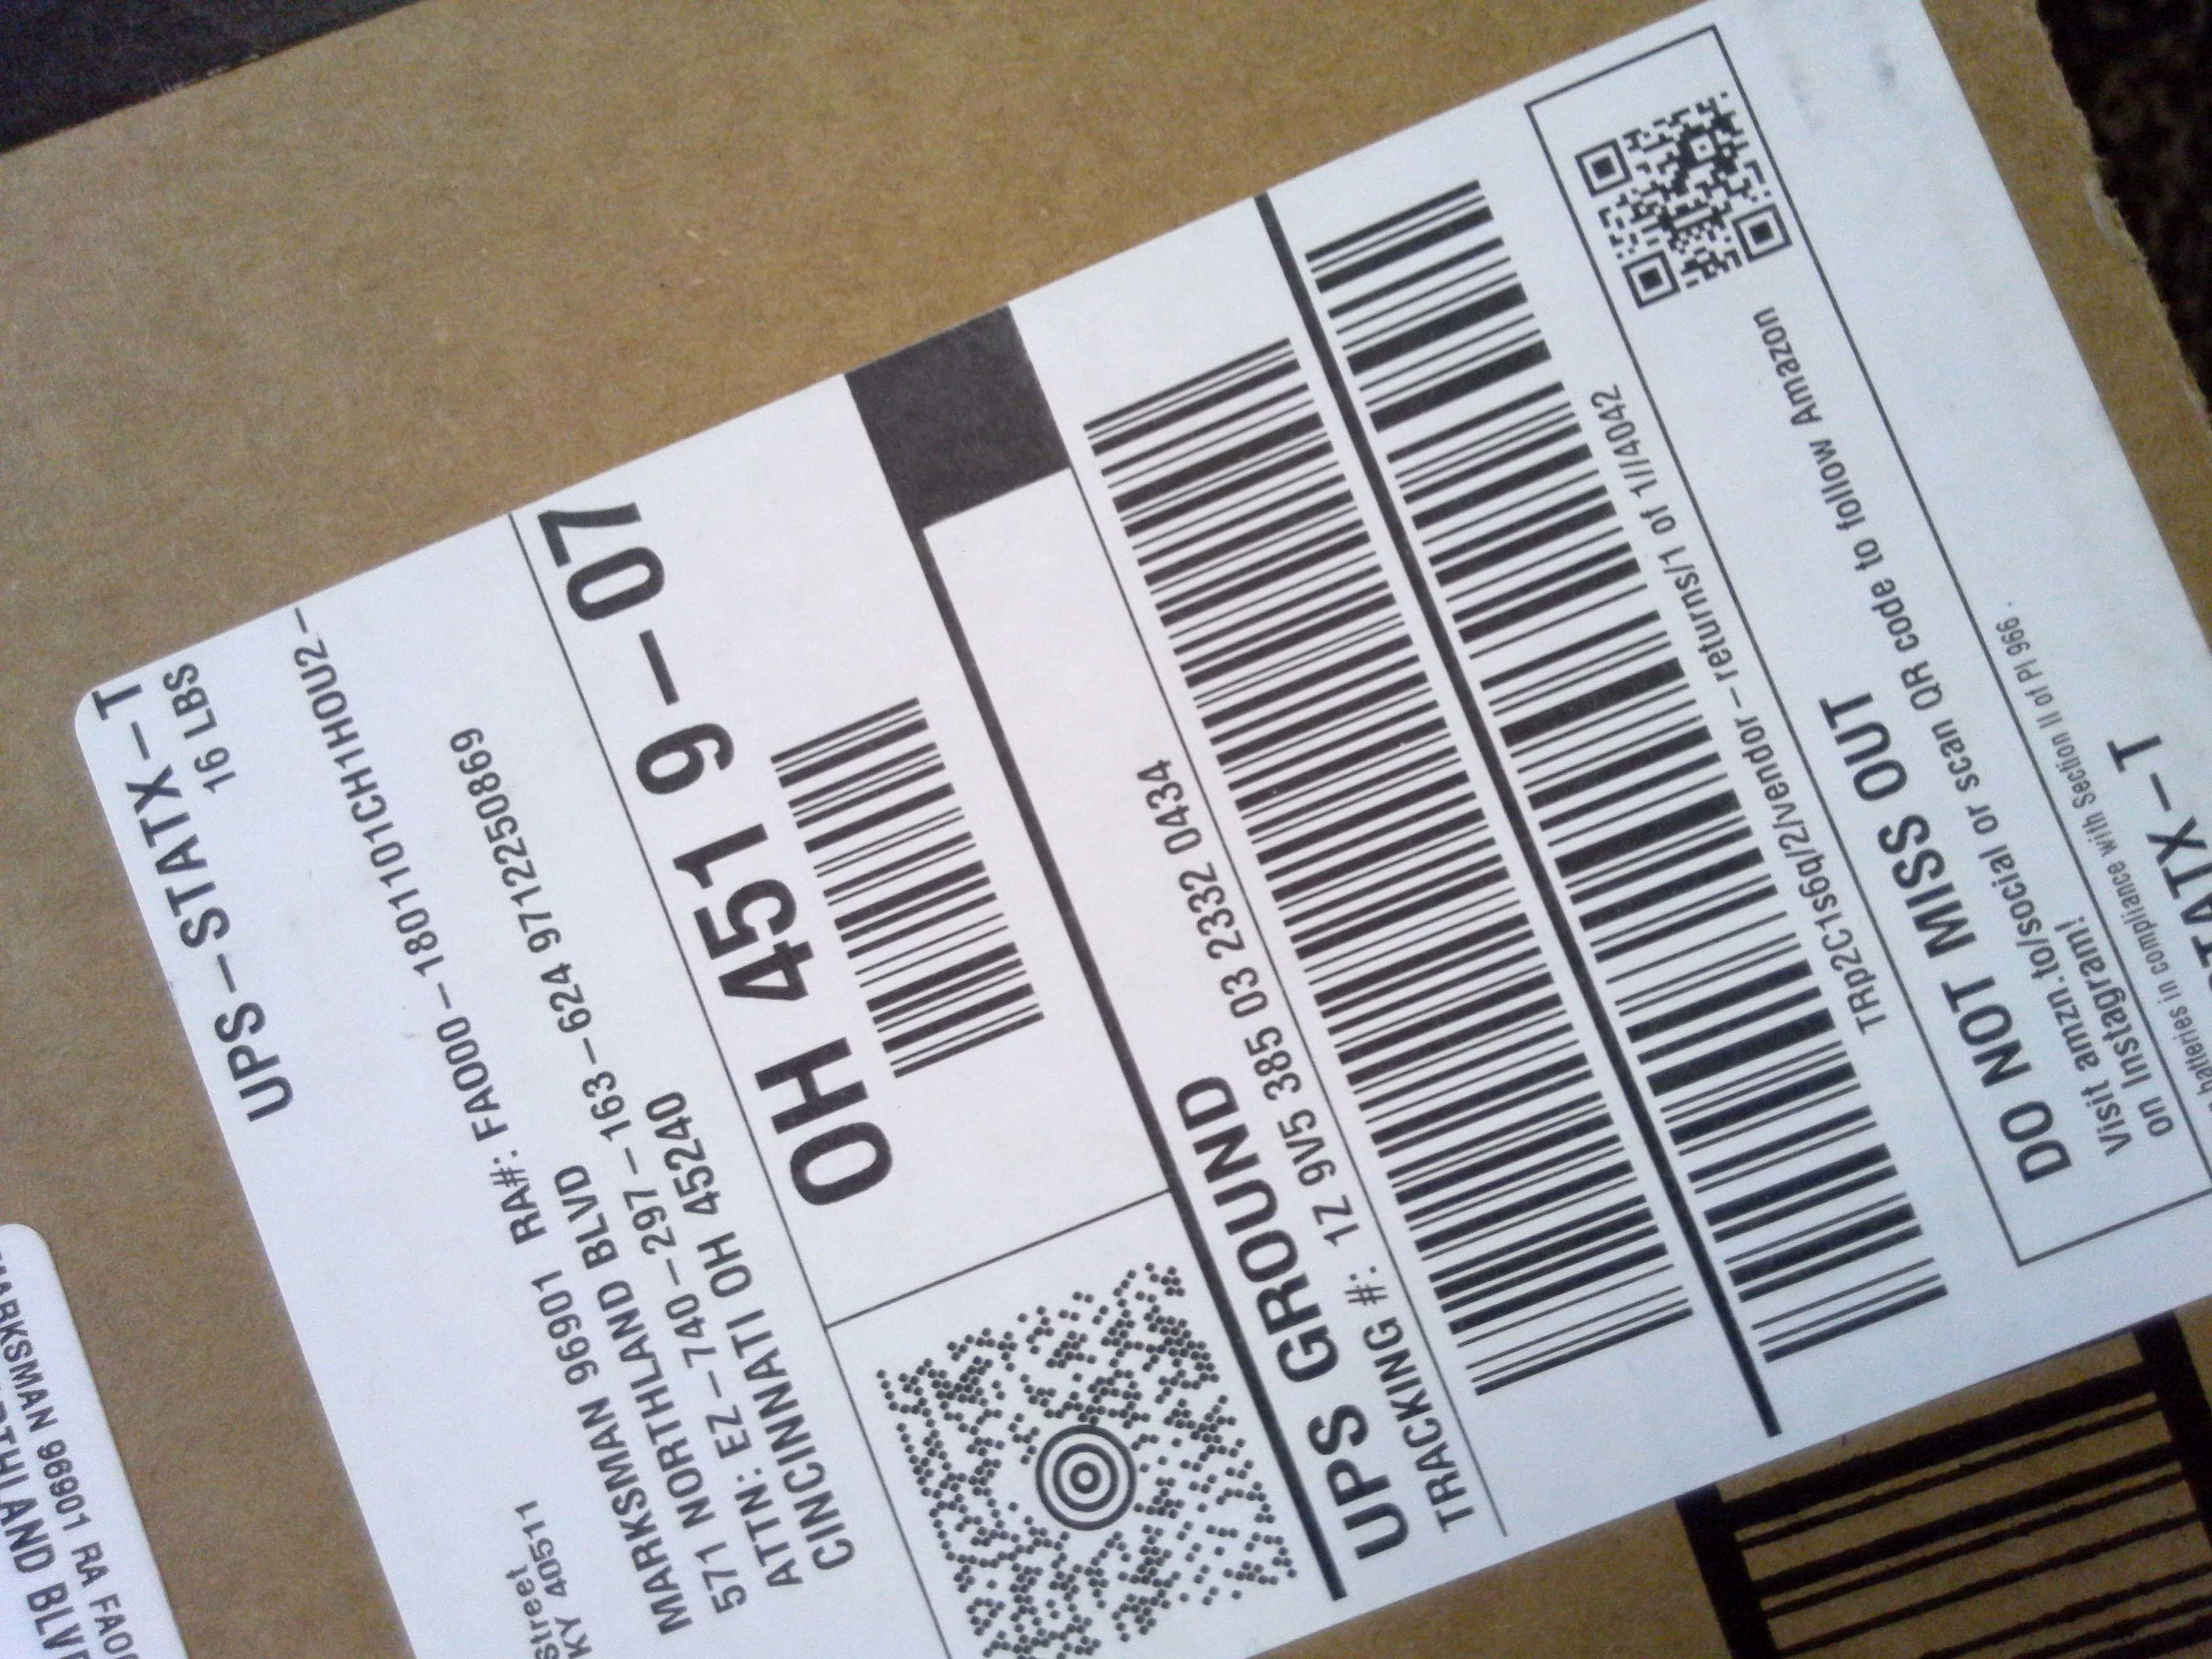 UPS-STATX-T
16 LBS
Street
KY 40511
FA000-1801101CH1HOU2-
MARKSMAN 96901 RA#:
571 NORTHLAND BLVD
ATTN: EZ-740-297-163-624 9712250869
CINCINNATI OH 45240
OH 451 9-07
UPS GROUND
TRACKING #: 1Z 9V5 385 03 2332 0434
TRp2C1s6q/2/vendor-returns/1 of 1//4042
DO NOT MISS OUT
Visit amzn.to/social or scan QR code to follow Amazon
on Instagram!
batteries in compliance with Section II of PI 966.
STATX-T
MARKSMAN 96901 RA FA00
AND BLVD